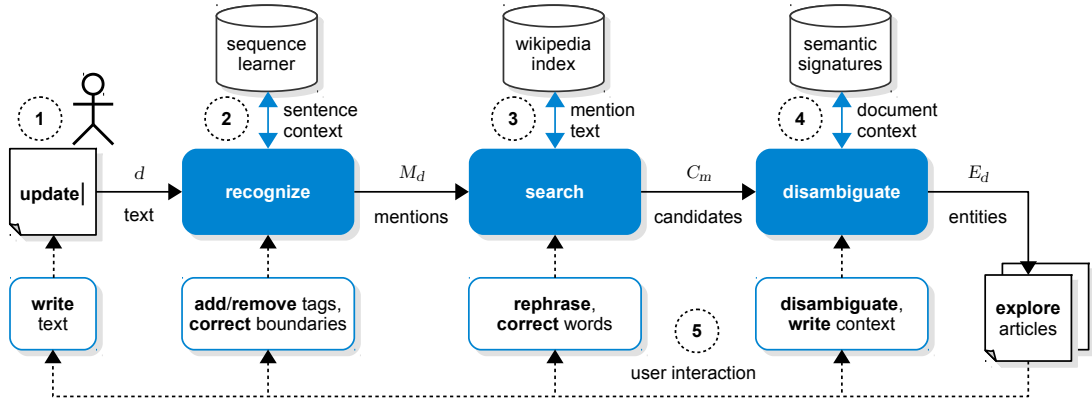 sequence
learner
wikipedia
index
semantic
signatures
1
2
sentence
context
3
mention
text
4
document
context
update
d
text
recognize
M_d
mentions
search
C_m
candidates
disambiguate
E_d
entities
write
text
add/remove tags,
correct boundaries
rephrase,
correct words
disambiguate,
write context
explore
articles
5
user interaction